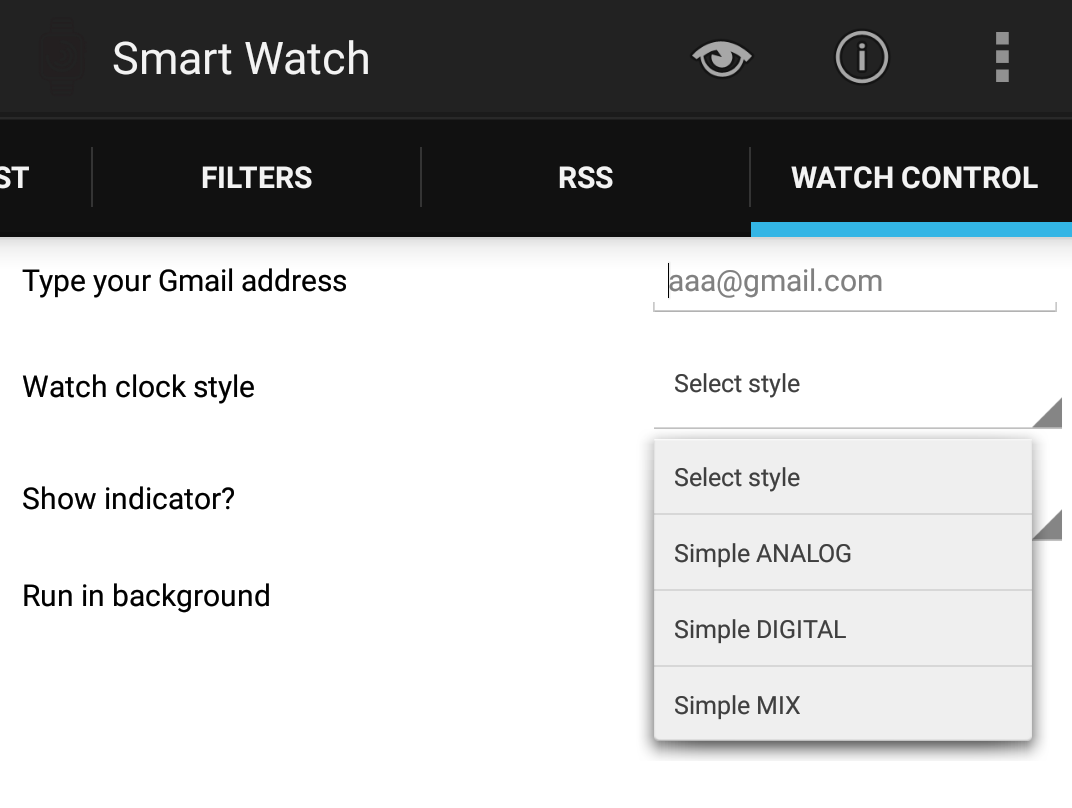 Smart Watch
ST
FILTERS
RSS
WATCH CONTROL
Type your Gmail address
aaa@gmail.com
Watch clock style
Select style
Select style
Show indicator?
Simple ANALOG
Run in background
Simple DIGITAL
Simple MIX